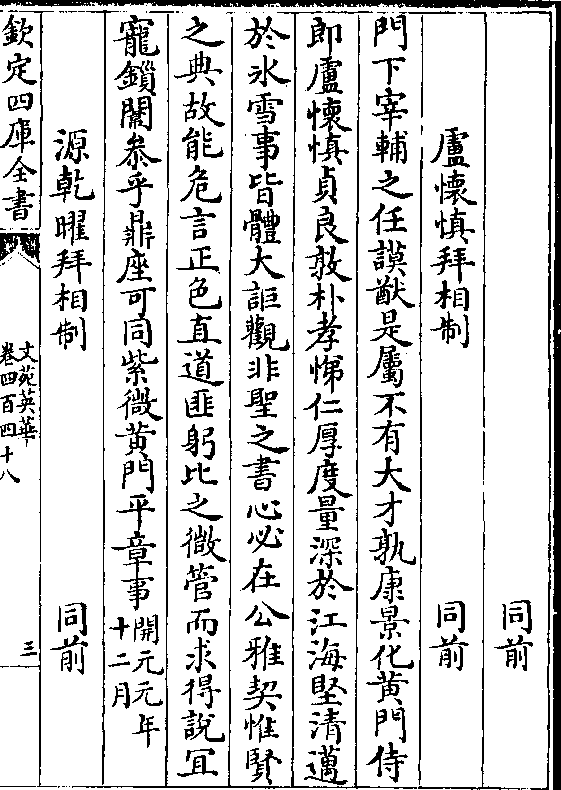 同前
盧懷慎拜相制　同前
門下宰輔之任謨猷是屬不有大才孰康景化黄門侍
郎盧懷慎貞良敦朴孝悌仁厚度量深於江海堅清邁
於氷雪事皆體大詎觀非聖之書心必在公雅契惟賢
之典故能危言正色直道匪躬比之微管而求得説冝
寵鎻闈叅乎鼎座可同紫微黄門平章事開元元年十二月
源乾曜拜相制　同前
欽定四庫全書
文苑英華
卷四百四十八
三